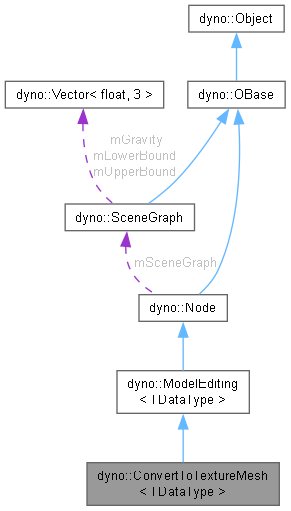 dyno::Object
dyno::Vector< float, 3 >
dyno::OBase
mGravity
mLowerBound
mUpperBound
dyno::SceneGraph
mSceneGraph
dyno::Node
dyno::ModelEditing
< TDataType >
dyno::ConvertToTextureMesh
< TDataType >